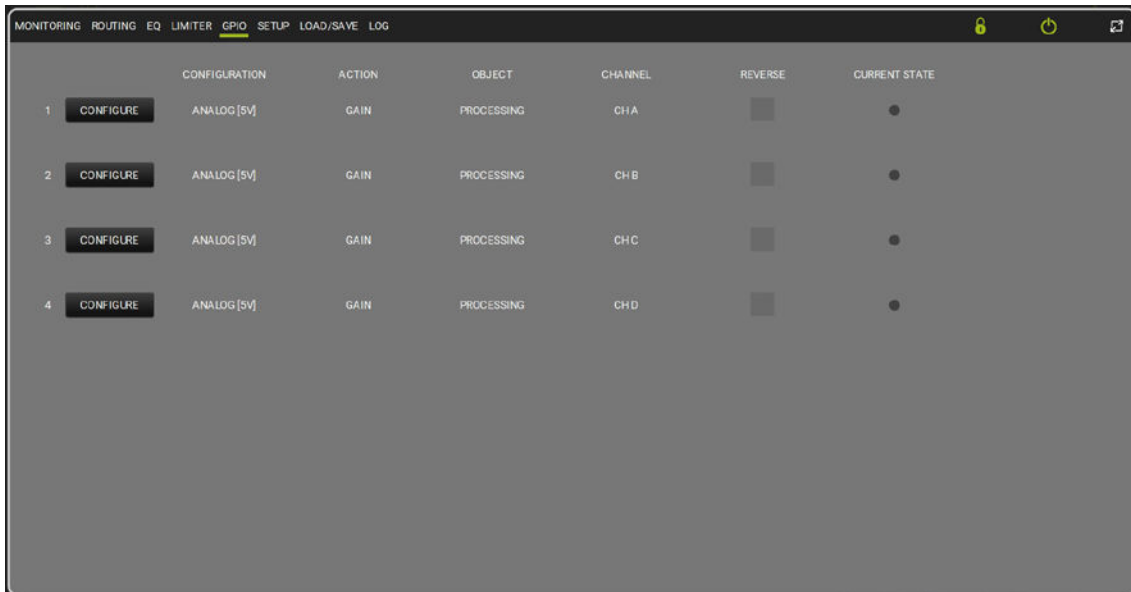 MONITORING ROUTING EQ LIMITER GPIO SETUP LOAD/SAVE LOG
CONFIGURATION ACTION OBJECT CHANNEL REVERSE CURRENT STATE
1 CONFIGURE ANALOG [5V] GAIN PROCESSING CH A
2 CONFIGURE ANALOG [5V] GAIN PROCESSING CH B
3 CONFIGURE ANALOG [5V] GAIN PROCESSING CH C
4 CONFIGURE ANALOG [5V] GAIN PROCESSING CH D